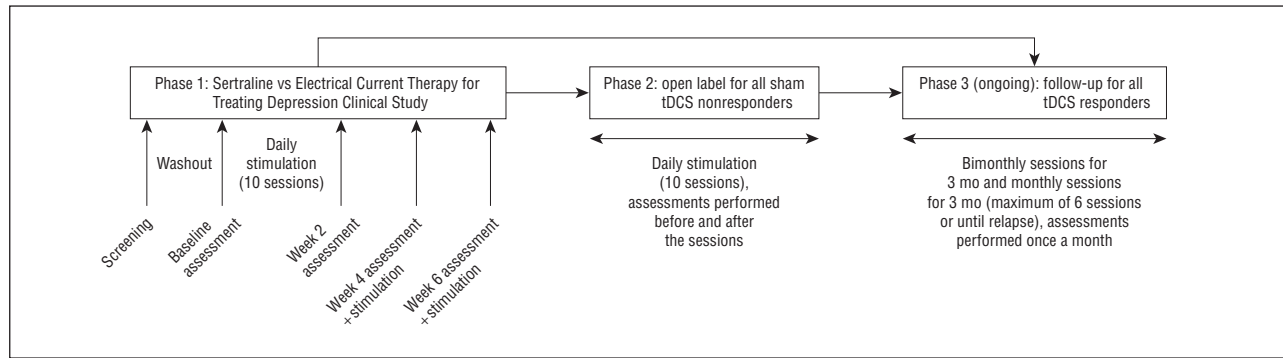 Phase 1: Sertraline vs Electrical Current Therapy for
Treating Depression Clinical Study
Phase 2: open label for all sham
tDCS nonresponders
Phase 3 (ongoing): follow-up for all
tDCS responders
Washout
Daily
stimulation
(10 sessions)
Screening
Baseline
assessment
Week 2
assessment
Week 4 assessment
+stimulation
Week 6 assessment
+stimulation
Daily stimulation
(10 sessions),
assessments performed
before and after
the sessions
Bimonthly sessions for
3 mo and monthly sessions
for 3 mo (maximum of 6 sessions
or until relapse), assessments
performed once a month